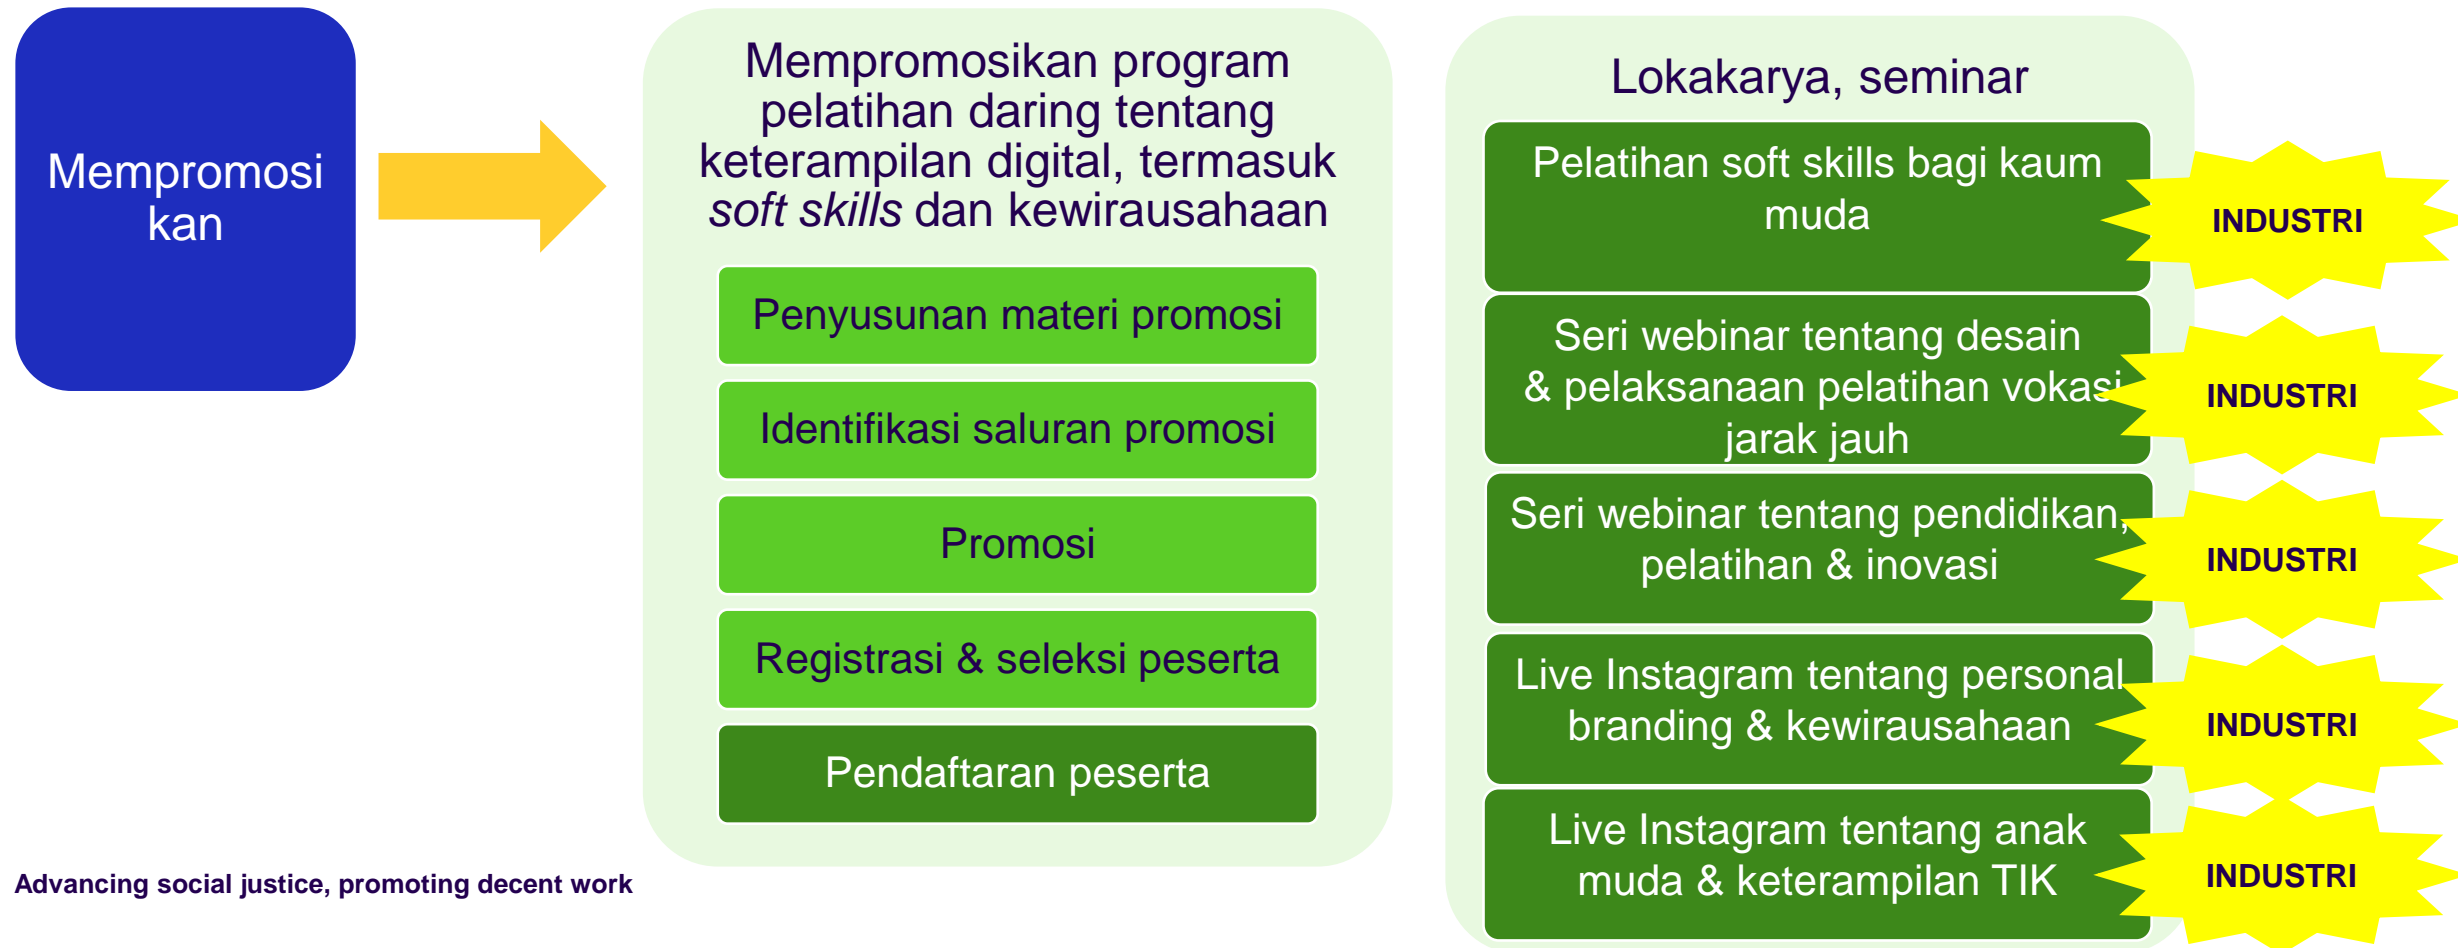 Mempromosi
kan
Mempromosikan program
pelatihan daring tentang
keterampilan digital, termasuk
soft skills dan kewirausahaan
Penyusunan materi promosi
Identifikasi saluran promosi
Promosi
Registrasi & seleksi peserta
Pendaftaran peserta
Lokakarya, seminar
Pelatihan soft skills bagi kaum
muda
INDUSTRI
Seri webinar tentang desain
& pelaksanaan pelatihan vokasi
jarak jauh
INDUSTRI
Seri webinar tentang pendidikan,
pelatihan & inovasi
INDUSTRI
Live Instagram tentang personal
branding & kewirausahaan
INDUSTRI
Live Instagram tentang anak
muda & keterampilan TIK
INDUSTRI
Advancing social justice, promoting decent work